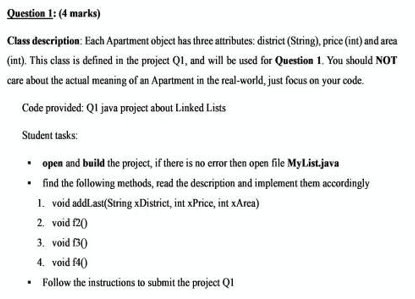 Question 1: (4 marks)
Class description: Each Apartment object has three attributes: district (String), price (int) and area
(int). This class is defined in the project Q1, and will be used for Question 1. You should NOT
care about the actual meaning of an Apartment in the real-world, just focus on your code.
Code provided: Q1 java project about Linked Lists
Student tasks:
• open and build the project, if there is no error then open file MyList.java
• find the following methods, read the description and implement them accordingly
1. void addLast(String xDistrict, int xPrice, int xArea)
2. void f2()
3. void f3()
4. void f4()
• Follow the instructions to submit the project Q1